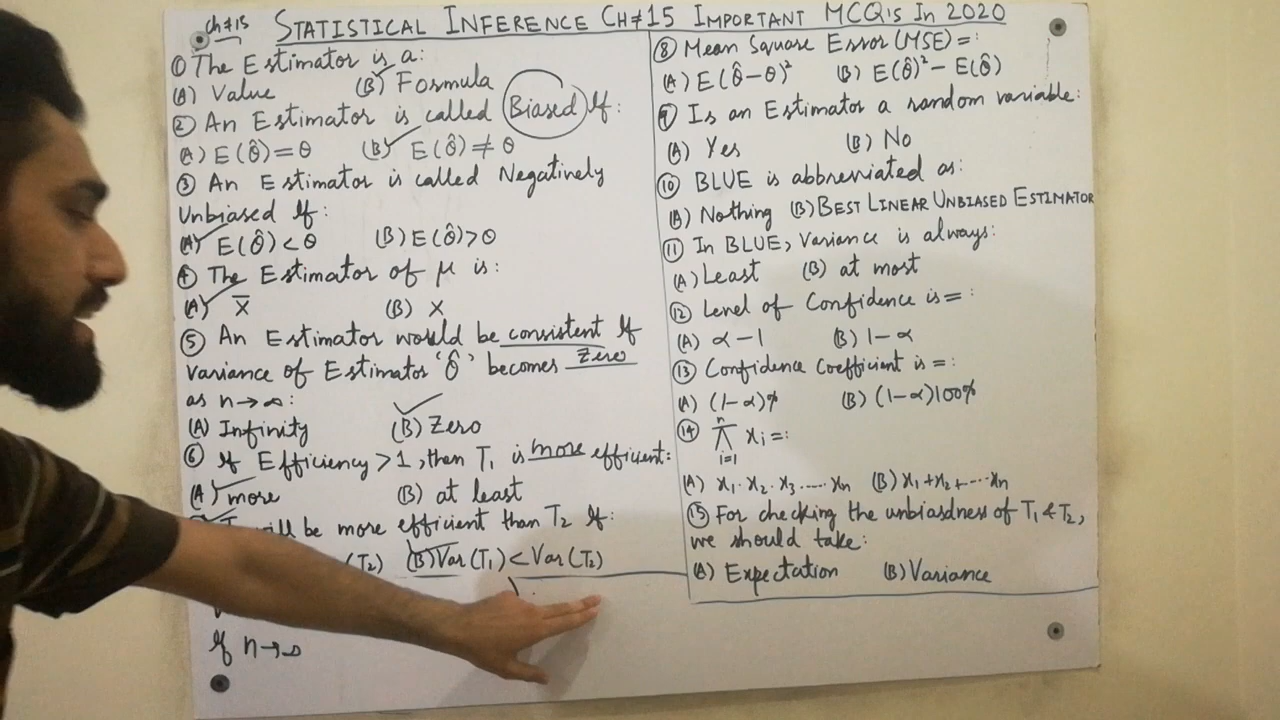 Ch#15 STATISTICAL INFERENCE CH#15 IMPORTANT MCQ'S IN 2020
① The Estimator is a:
(A) Value (B) Formula
② An Estimator is called Biased If:
(A) E(θ̂) = θ (B) E(θ̂) ≠ θ
③ An Estimator is called Negatively
Unbiased If:
(A) E(θ̂) < θ (B) E(θ̂) > θ
④ The Estimator of μ is:
(A) x̄ (B) x
⑤ An Estimator would be consistent If
variance of Estimator 'θ̂' becomes Zero
as n→∞:
(A) Infinity (B) Zero
⑥ If Efficiency > 1, then T₁ is more efficient:
(A) more (B) at least
will be more efficient than T₂ If:
(T₂) (B) Var(T₁) < Var(T₂)
If n→∞
⑧ Mean Square Error (MSE) =:
(A) E(θ̂ - θ)² (B) E(θ̂)² - E(θ̂)
⑨ Is an Estimator a random variable:
(A) Yes (B) No
⑩ BLUE is abbreviated as:
(A) Nothing (B) BEST LINEAR UNBIASED ESTIMATOR
⑪ In BLUE, Variance is always:
(A) Least (B) at most
⑫ Level of Confidence is =:
(A) α - 1 (B) 1 - α
⑬ Confidence Coefficient is =:
(A) (1-α)% (B) (1-α)100%
⑭ n π i=1 xi =:
(A) x₁·x₂·x₃.....xn (B) x₁+x₂+....xn
⑮ For checking the unbiasdness of T₁ & T₂,
we should take:
(A) Expectation (B) Variance